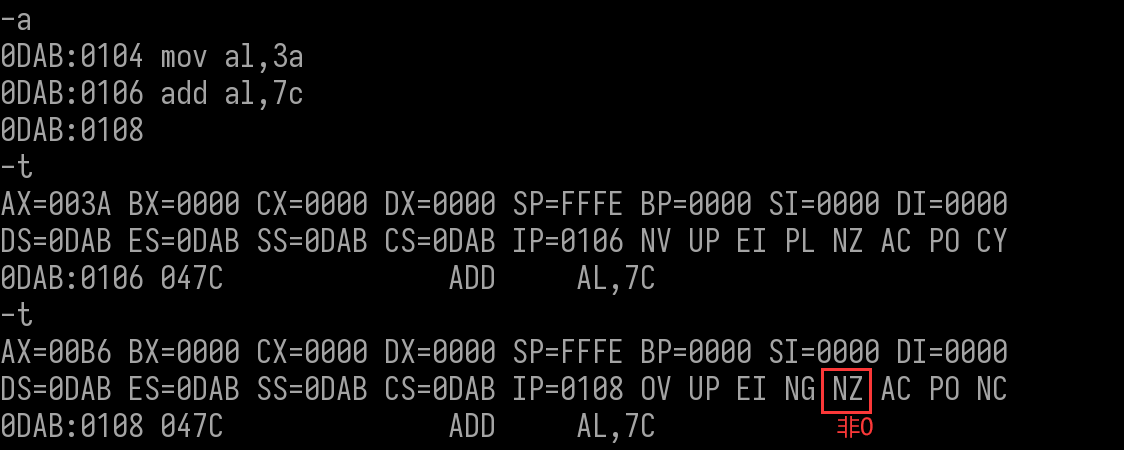 -a
0DAB:0104 mov al,3a
0DAB:0106 add al,7c
0DAB:0108
-t
AX=003A BX=0000 CX=0000 DX=0000 SP=FFFE BP=0000 SI=0000 DI=0000
DS=0DAB ES=0DAB SS=0DAB CS=0DAB IP=0106 NV UP EI PL NZ AC PO CY
0DAB:0106 047C ADD AL,7C
-t
AX=00B6 BX=0000 CX=0000 DX=0000 SP=FFFE BP=0000 SI=0000 DI=0000
DS=0DAB ES=0DAB SS=0DAB CS=0DAB IP=0108 OV UP EI NG NZ AC PO NC
0DAB:0108 047C ADD AL,7C
非0